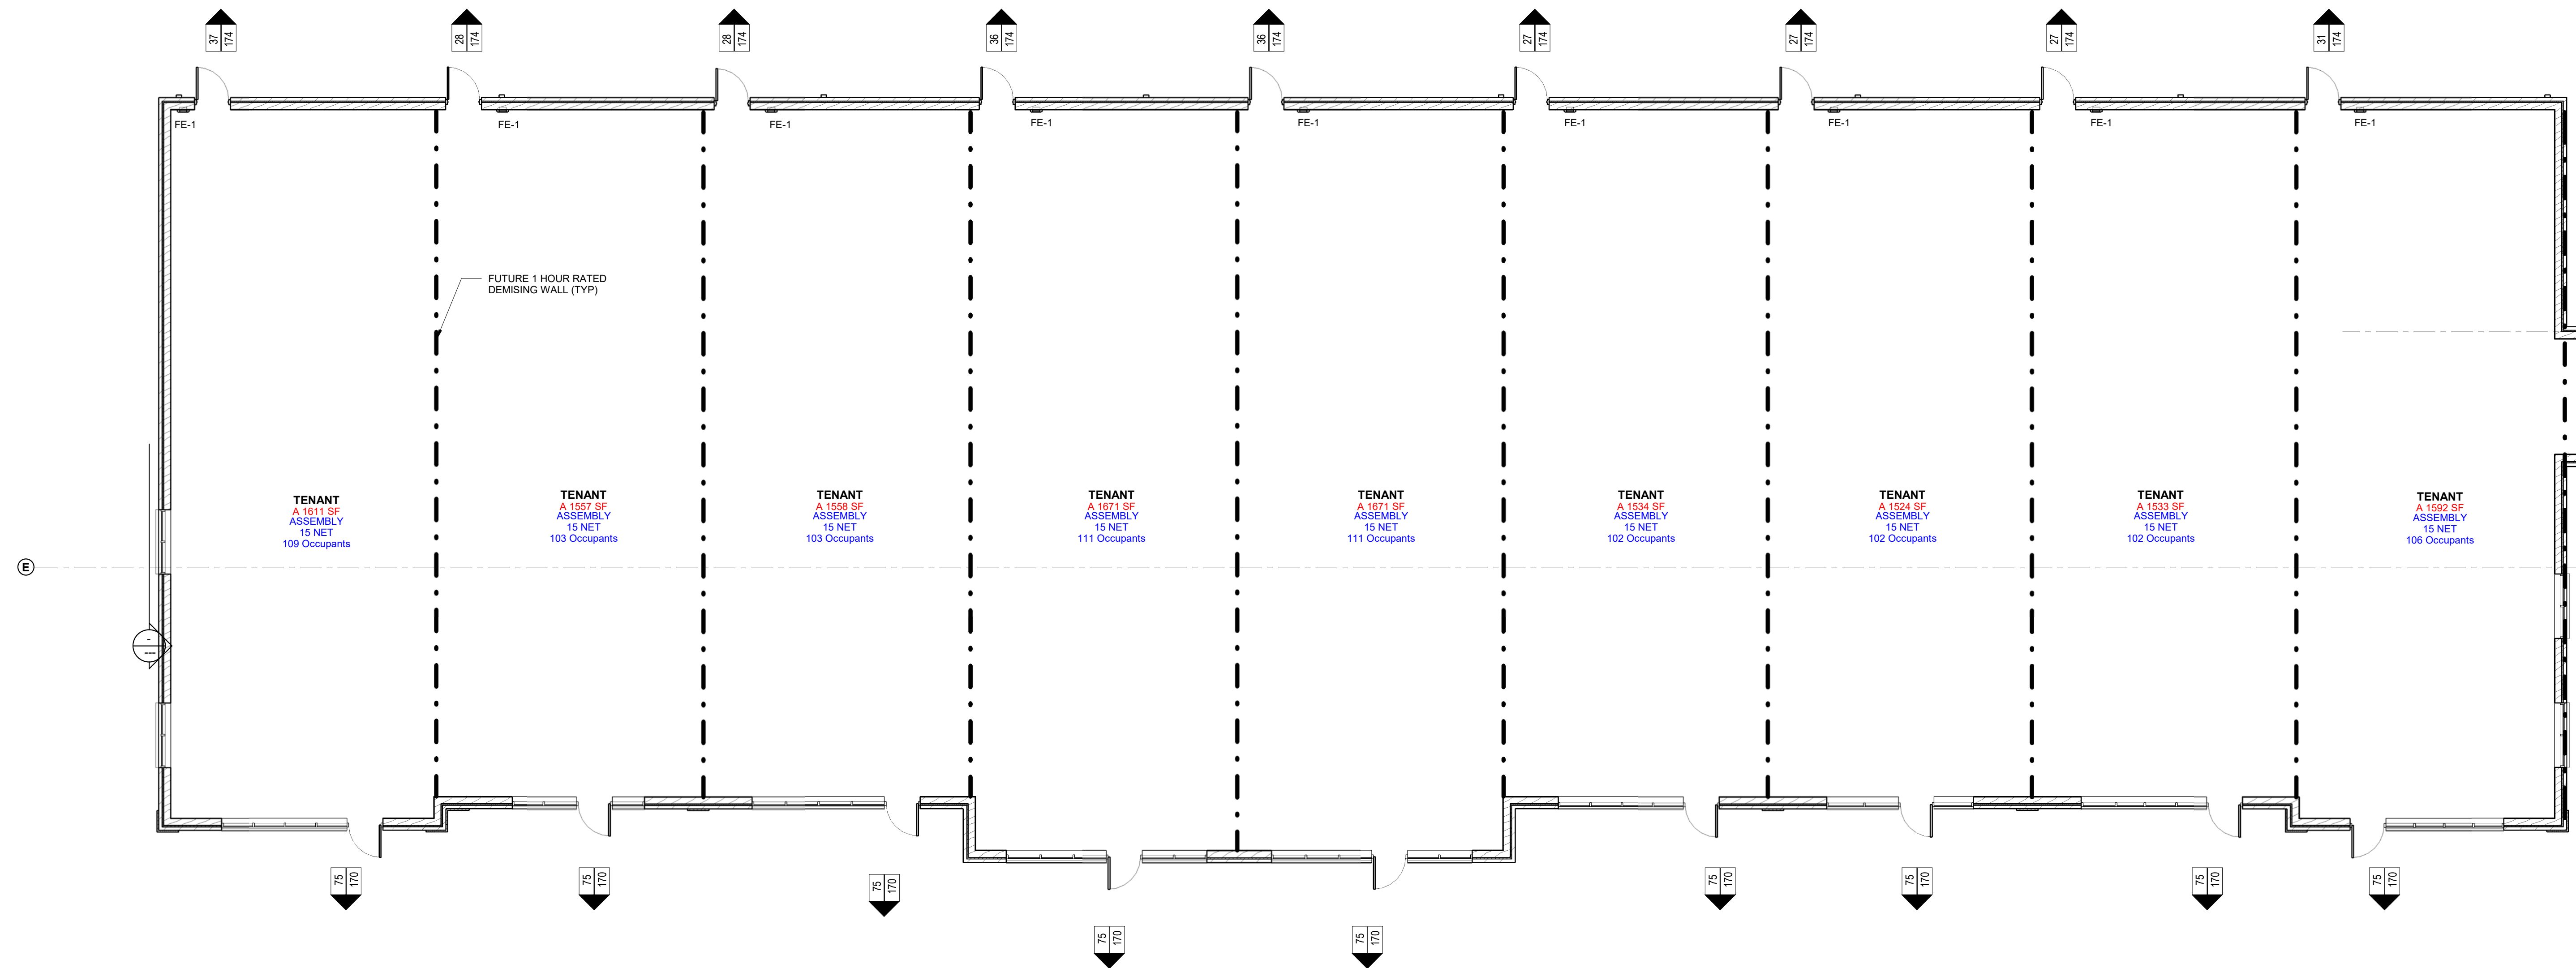 37
174
28
174
28
174
36
174
36
174
27
174
27
174
27
174
31
174
FE-1
FE-1
FE-1
FE-1
FE-1
FE-1
FE-1
FE-1
FE-1
FUTURE 1 HOUR RATED
DEMISING WALL (TYP)
TENANT
A 1611 SF
ASSEMBLY
15 NET
109 Occupants
TENANT
A 1557 SF
ASSEMBLY
15 NET
103 Occupants
TENANT
A 1558 SF
ASSEMBLY
15 NET
103 Occupants
TENANT
A 1671 SF
ASSEMBLY
15 NET
111 Occupants
TENANT
A 1671 SF
ASSEMBLY
15 NET
111 Occupants
TENANT
A 1534 SF
ASSEMBLY
15 NET
102 Occupants
TENANT
A 1524 SF
ASSEMBLY
15 NET
102 Occupants
TENANT
A 1533 SF
ASSEMBLY
15 NET
102 Occupants
TENANT
A 1592 SF
ASSEMBLY
15 NET
106 Occupants
E
-
---
75
170
75
170
75
170
75
170
75
170
75
170
75
170
75
170
75
170